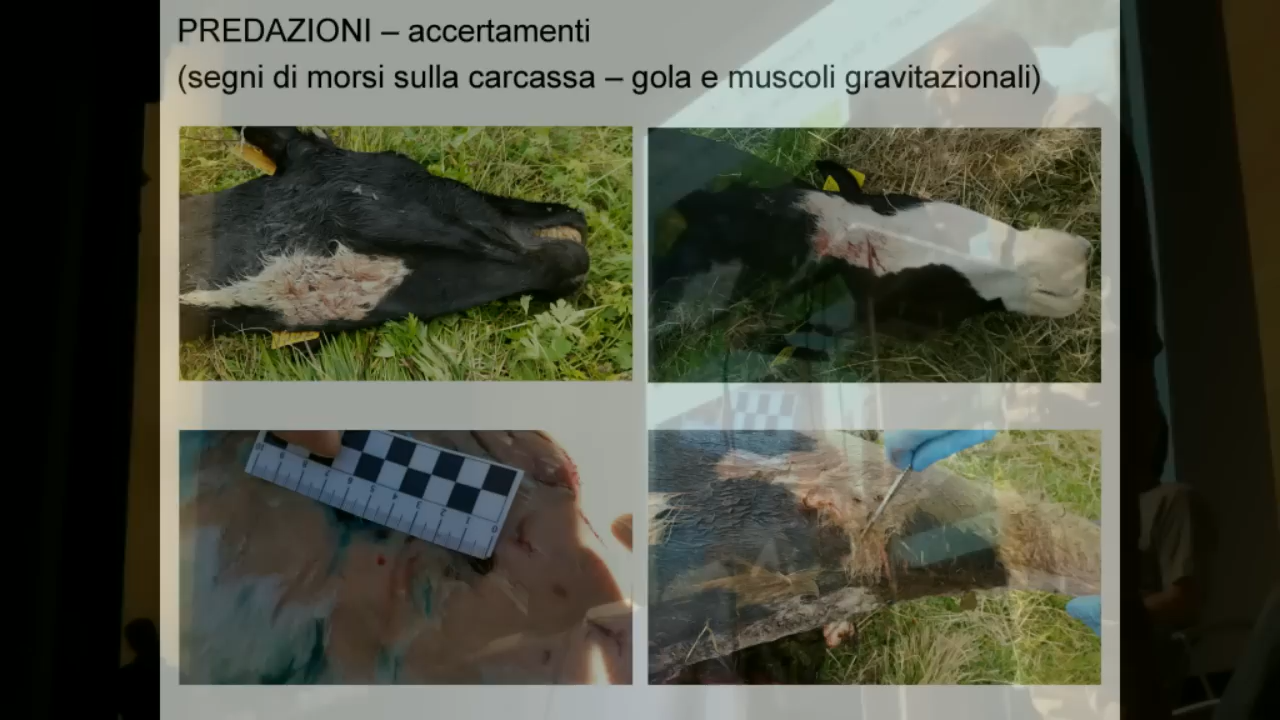 PREDAZIONI – accertamenti
(segni di morsi sulla carcassa – gola e muscoli gravitazionali)